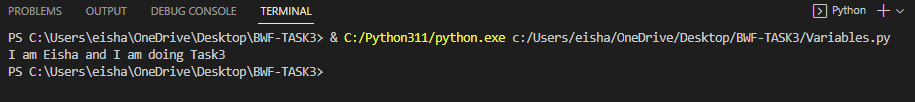 PROBLEMS OUTPUT DEBUG CONSOLE TERMINAL Python
PS C:\Users\eisha\OneDrive\Desktop\BWF-TASK3> & C:/Python311/python.exe c:/Users/eisha/OneDrive/Desktop/BWF-TASK3/Variables.py
I am Eisha and I am doing Task3
PS C:\Users\eisha\OneDrive\Desktop\BWF-TASK3>